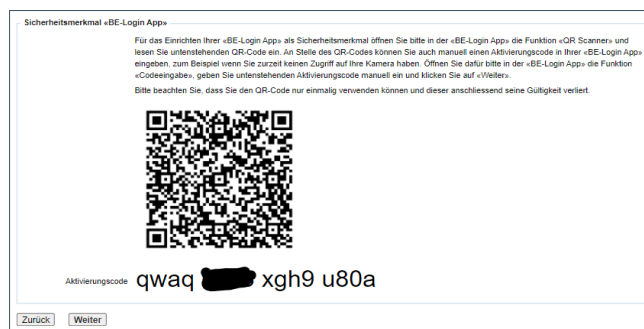 Sicherheitsmerkmal «BE-Login App»
Für das Einrichten Ihrer «BE-Login App» als Sicherheitsmerkmal öffnen Sie bitte in der «BE-Login App» die Funktion «QR Scanner» und
lesen Sie untenstehenden QR-Code ein. An Stelle des QR-Codes können Sie auch manuell einen Aktivierungscode in Ihrer «BE-Login App»
eingeben, zum Beispiel wenn Sie zurzeit keinen Zugriff auf Ihre Kamera haben. Öffnen Sie dafür bitte in der «BE-Login App» die Funktion
«Codeeingabe», geben Sie untenstehenden Aktivierungscode manuell ein und klicken Sie auf «Weiter».
Bitte beachten Sie, dass Sie den QR-Code nur einmalig verwenden können und dieser anschliessend seine Gültigkeit verliert.
Aktivierungscode qwaq xgh9 u80a
Zurück Weiter